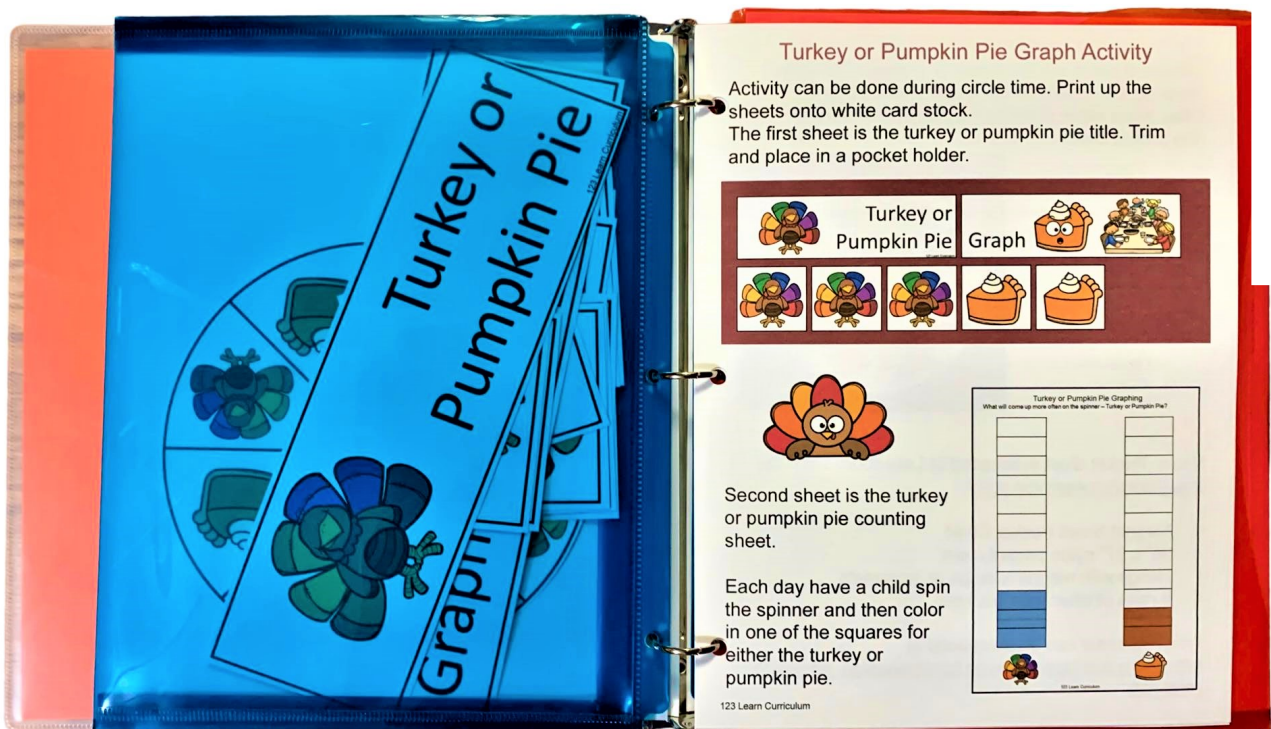 Turkey or
Pumpkin Pie
123 Learn Curriculum
Graph
Turkey or Pumpkin Pie Graph Activity
Activity can be done during circle time. Print up the
sheets onto white card stock.
The first sheet is the turkey or pumpkin pie title. Trim
and place in a pocket holder.
Turkey or
Pumpkin Pie
Graph
Turkey or Pumpkin Pie Graphing
What will come up more often on the spinner – Turkey or Pumpkin Pie?
123 Learn Curriculum
Second sheet is the turkey
or pumpkin pie counting
sheet.
Each day have a child spin
the spinner and then color
in one of the squares for
either the turkey or
pumpkin pie.
123 Learn Curriculum